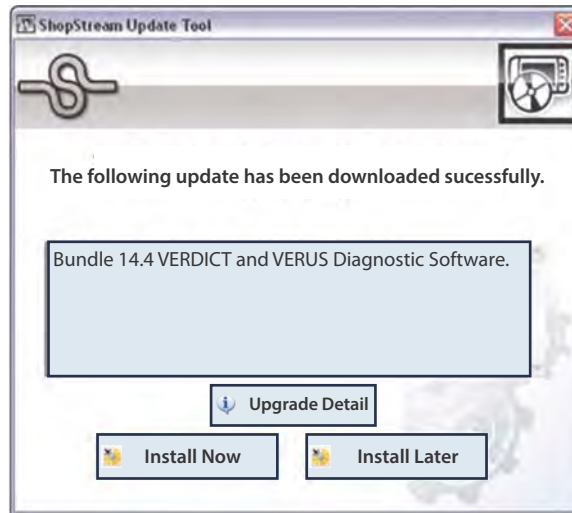 ShopStream Update Tool
The following update has been downloaded sucessfully.
Bundle 14.4 VERDICT and VERUS Diagnostic Software.
Upgrade Detail
Install Now
Install Later